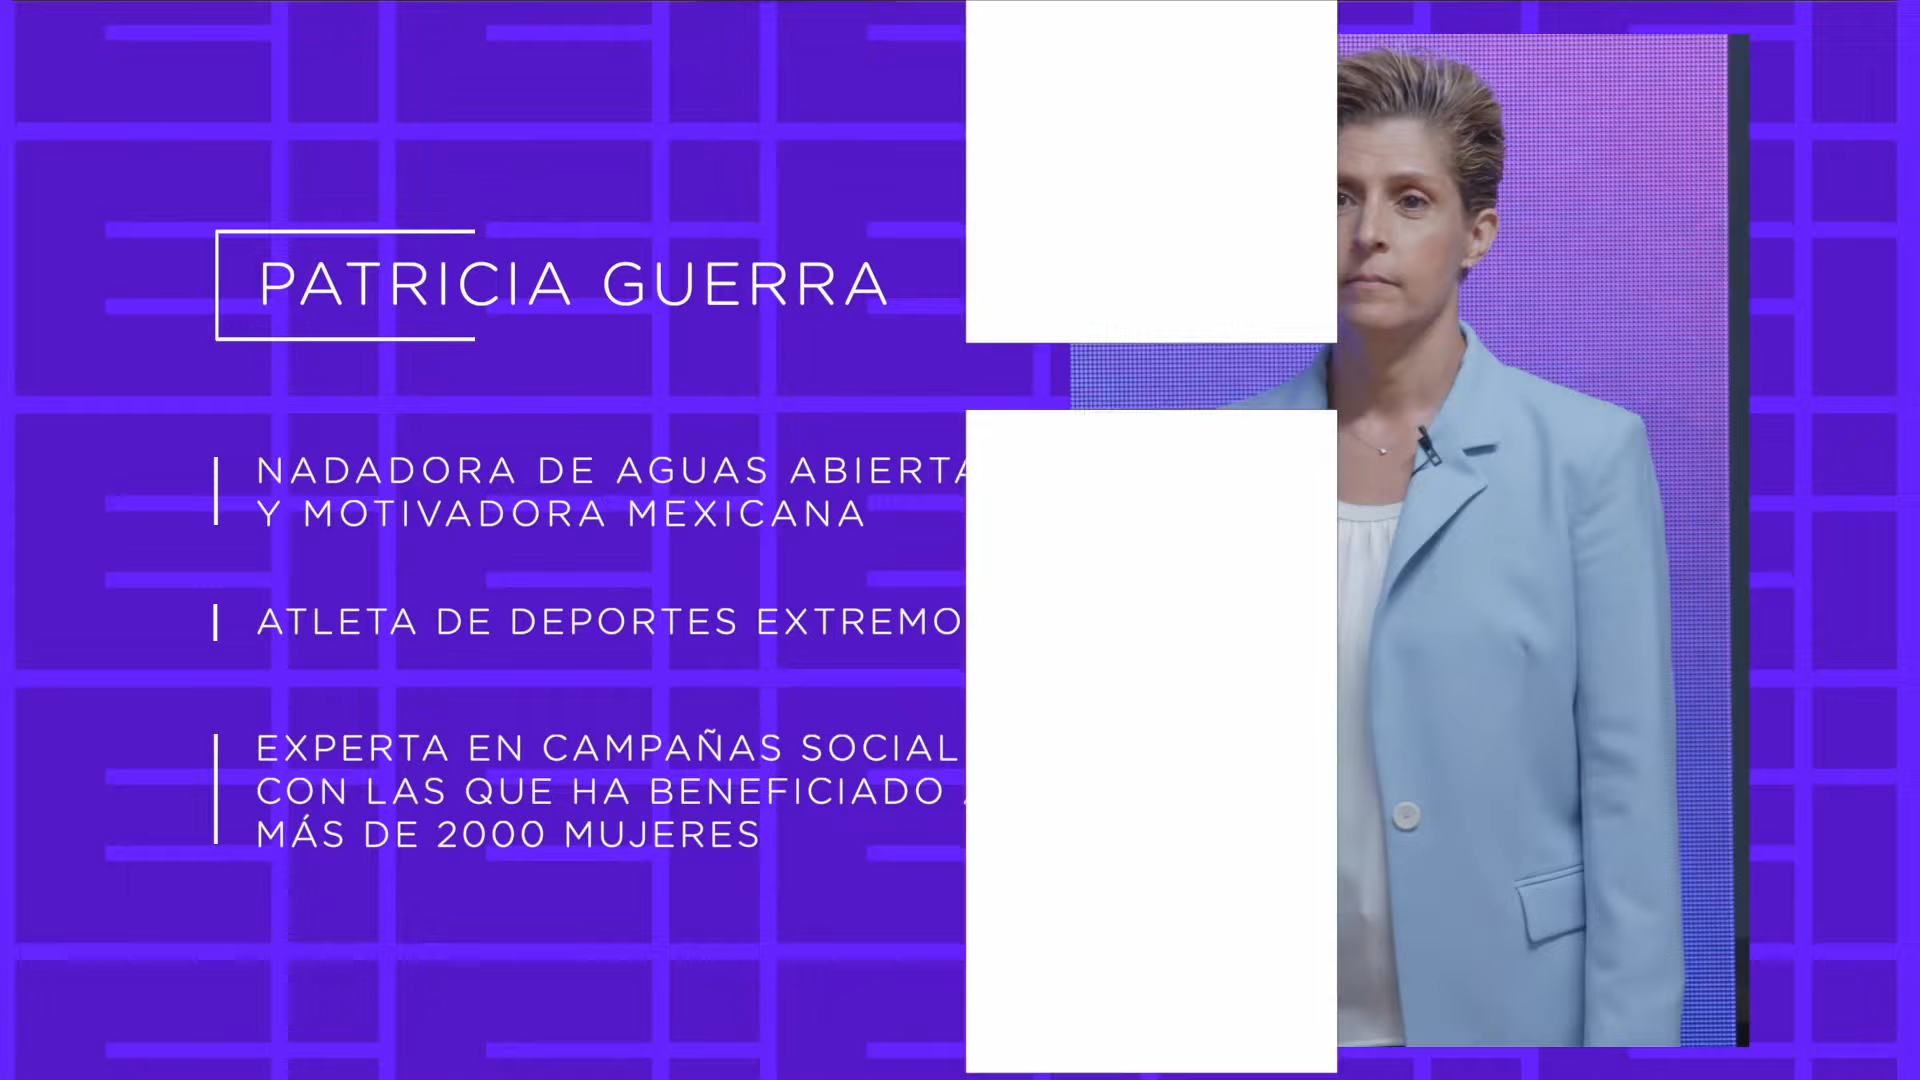 PATRICIA GUERRA
NADADORA DE AGUAS
Y MOTIVADORA MEXICANA
ATLETA DE DEPORTES
EXPERTA EN CAMPAÑAS
CON LAS QUE HA BENEFICIADO
MÁS DE 2000 MUJERES